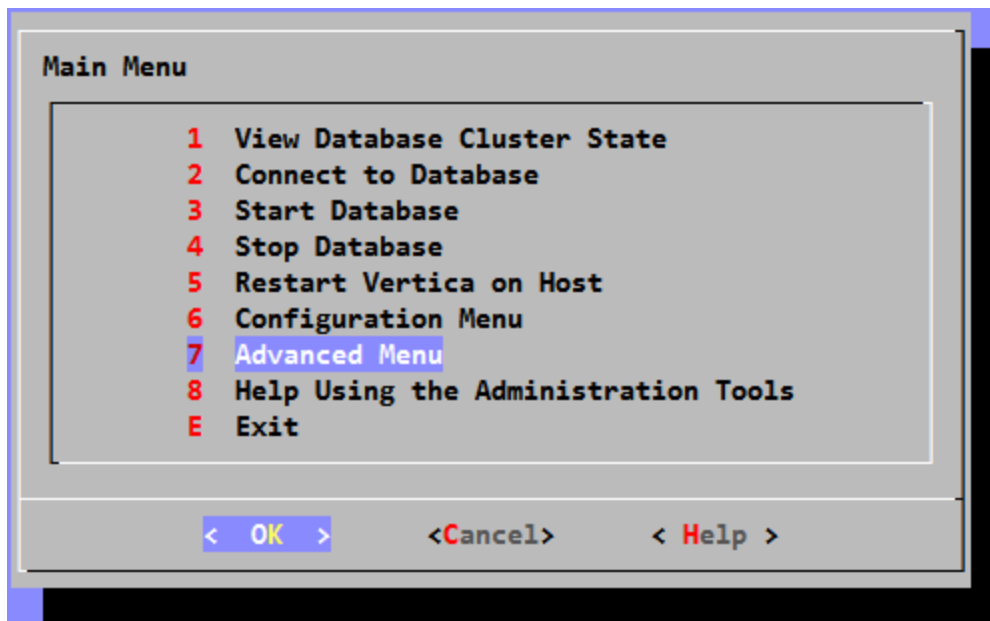 Main Menu
1 View Database Cluster State
2 Connect to Database
3 Start Database
4 Stop Database
5 Restart Vertica on Host
6 Configuration Menu
7 Advanced Menu
8 Help Using the Administration Tools
E Exit
< OK > <Cancel> < Help >